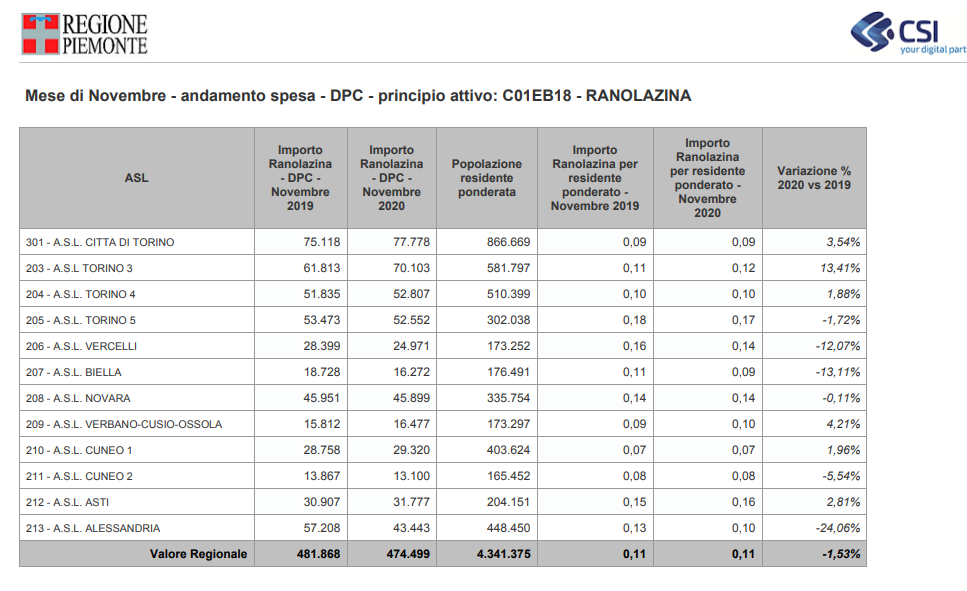 REGIONE
PIEMONTE
CSI
your digital part
Mese di Novembre - andamento spesa - DPC - principio attivo: C01EB18 - RANOLAZINA
ASL
Importo
Ranolazina
- DPC -
Novembre
2019
Importo
Ranolazina
- DPC -
Novembre
2020
Popolazione
residente
ponderata
Importo
Ranolazina per
residente
ponderato -
Novembre 2019
Importo
Ranolazina
per residente
ponderato -
Novembre
2020
Variazione %
2020 vs 2019
301 - A.S.L. CITTA DI TORINO 75.118 77.778 866.669 0,09 0,09 3,54%
203 - A.S.L TORINO 3 61.813 70.103 581.797 0,11 0,12 13,41%
204 - A.S.L. TORINO 4 51.835 52.807 510.399 0,10 0,10 1,88%
205 - A.S.L. TORINO 5 53.473 52.552 302.038 0,18 0,17 -1,72%
206 - A.S.L. VERCELLI 28.399 24.971 173.252 0,16 0,14 -12,07%
207 - A.S.L. BIELLA 18.728 16.272 176.491 0,11 0,09 -13,11%
208 - A.S.L. NOVARA 45.951 45.899 335.754 0,14 0,14 -0,11%
209 - A.S.L. VERBANO-CUSIO-OSSOLA 15.812 16.477 173.297 0,09 0,10 4,21%
210 - A.S.L. CUNEO 1 28.758 29.320 403.624 0,07 0,07 1,96%
211 - A.S.L. CUNEO 2 13.867 13.100 165.452 0,08 0,08 -5,54%
212 - A.S.L. ASTI 30.907 31.777 204.151 0,15 0,16 2,81%
213 - A.S.L. ALESSANDRIA 57.208 43.443 448.450 0,13 0,10 -24,06%
Valore Regionale 481.868 474.499 4.341.375 0,11 0,11 -1,53%